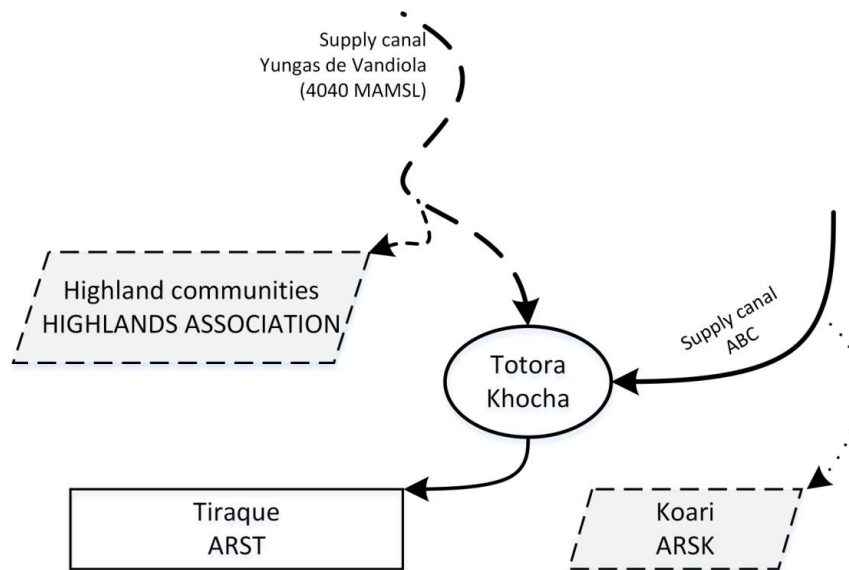 Supply canal
Yungas de Vandiola
(4040 MAMSL)
Highland communities
HIGHLANDS ASSOCIATION
Supply canal
ABC
Totora
Khocha
Tiraque
ARST
Koari
ARSK